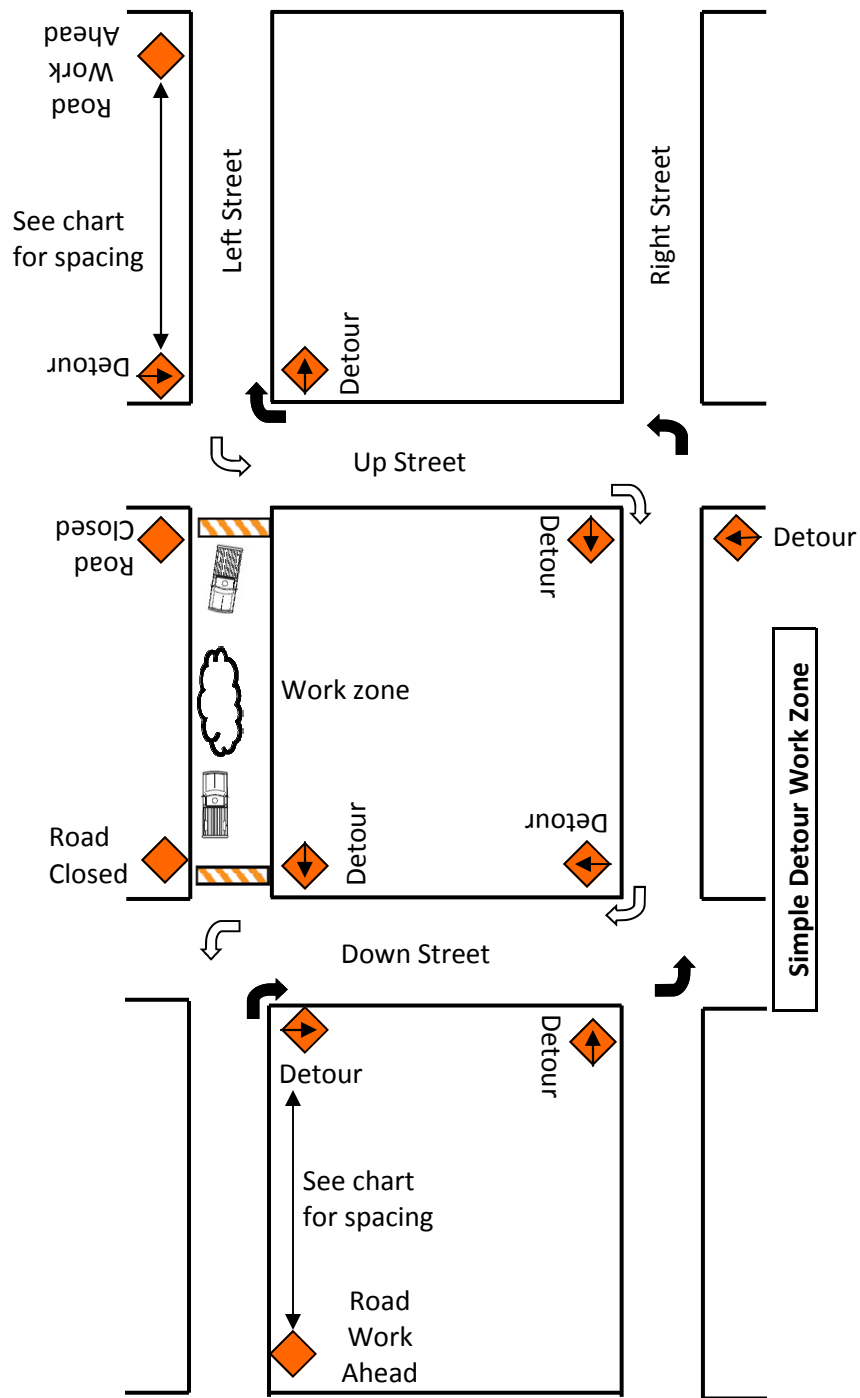 Road
Work
Ahead
See chart
for spacing
Detour
Left Street
Detour
Right Street
Up Street
Road
Closed
Detour
Detour
Work zone
Simple Detour Work Zone
Road
Closed
Detour
Detour
Down Street
Detour
Detour
See chart
for spacing
Road
Work
Ahead